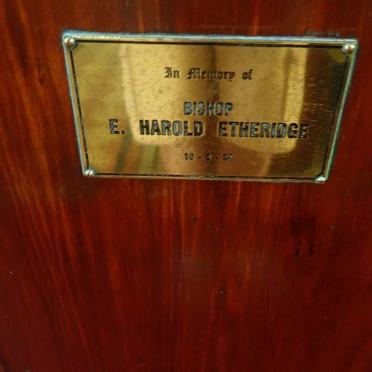 In Memory of
BISHOP
E. HAROLD ETHERIDGE